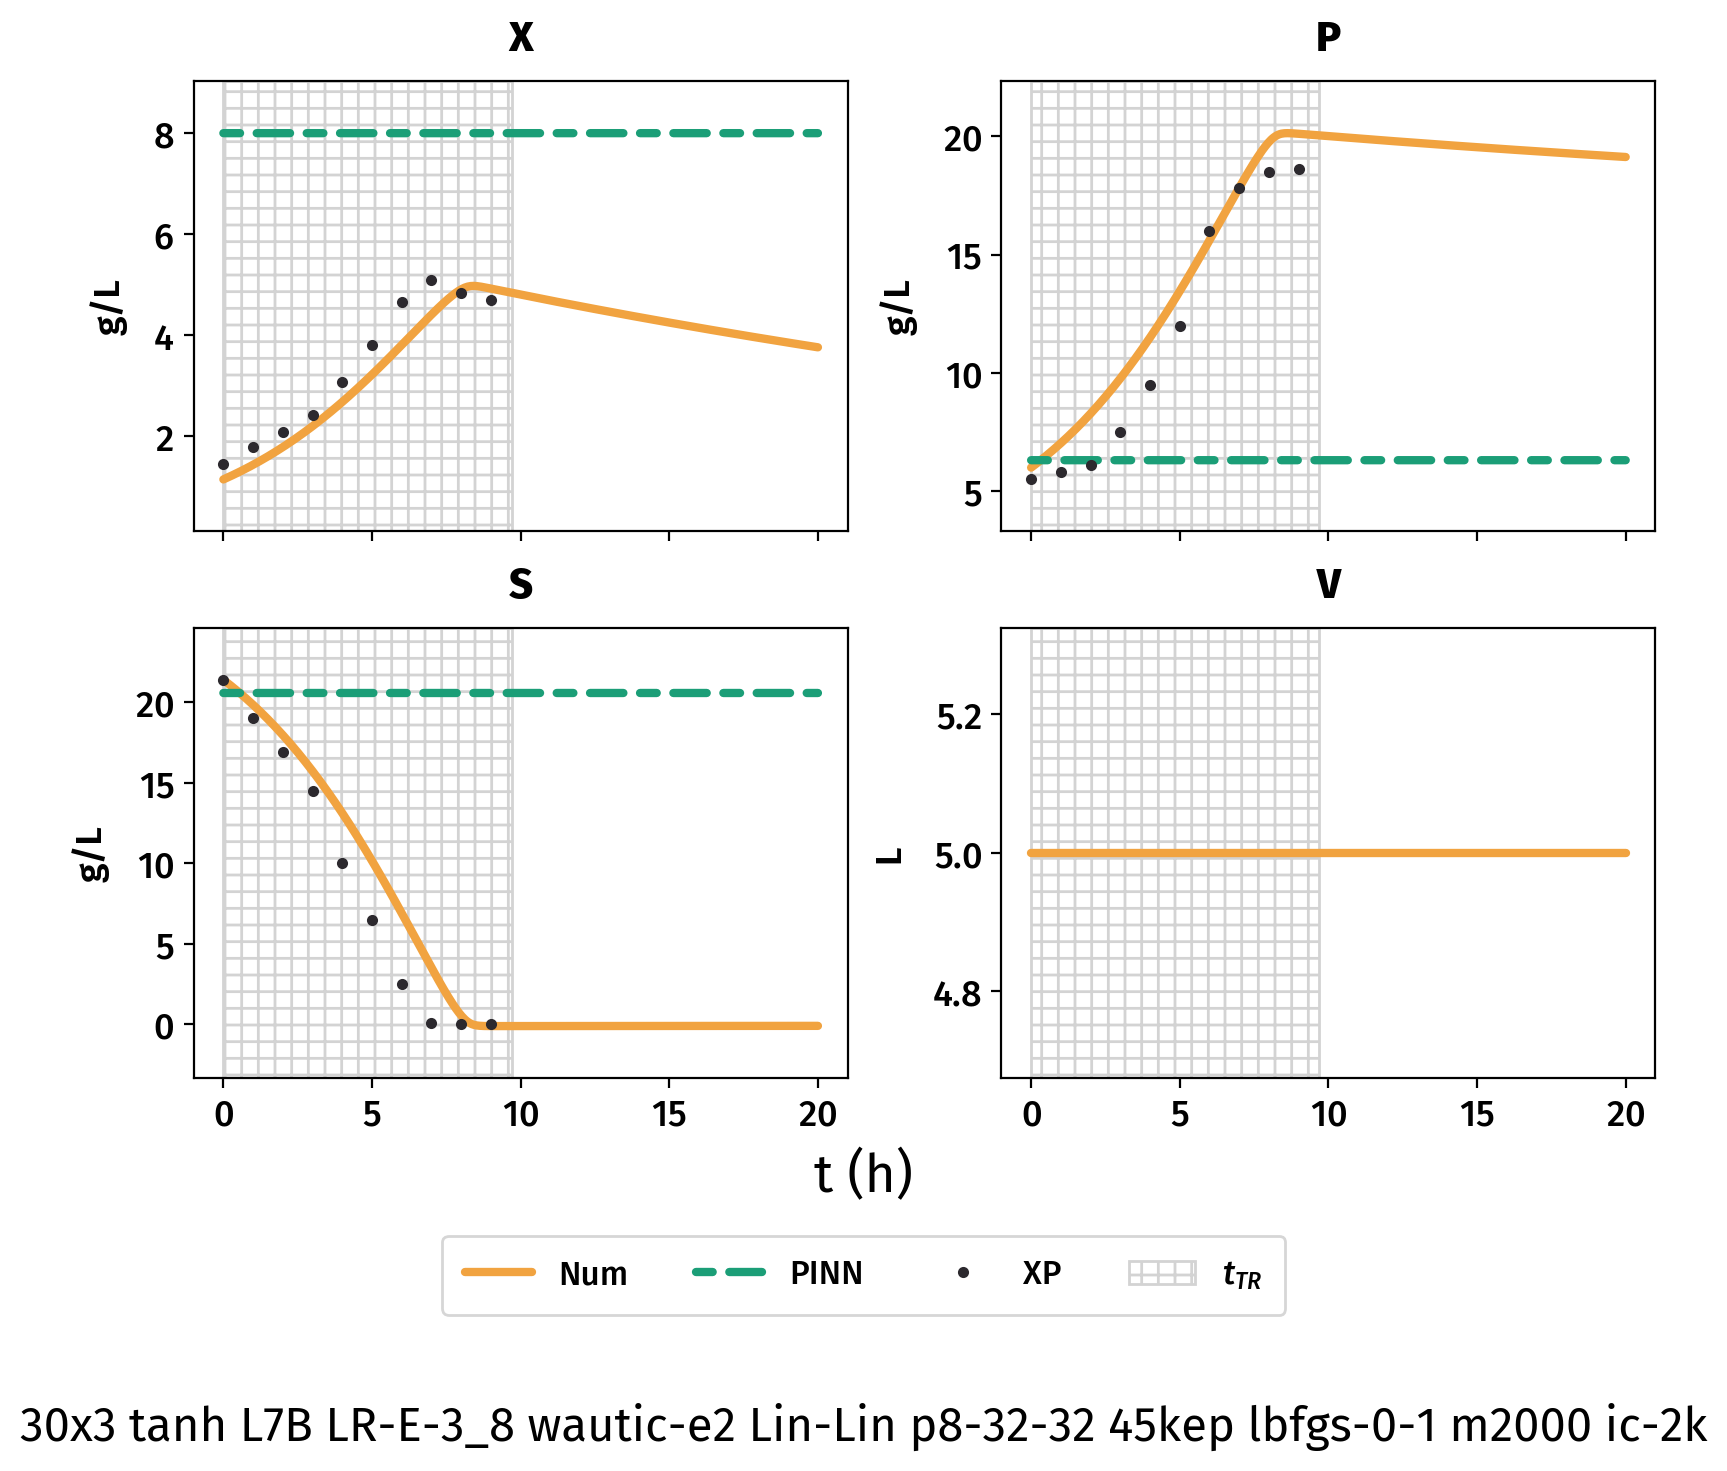 X
P
8
6
4
2
g/L
20
15
10
5
g/L
S
V
20
15
10
5
0
g/L
5.2
5.0
4.8
L
0 5 10 15 20
0 5 10 15 20
t (h)
Num PINN XP tTR
30x3 tanh L7B LR-E-3_8 wautic-e2 Lin-Lin p8-32-32 45kep lbfgs-0-1 m2000 ic-2k